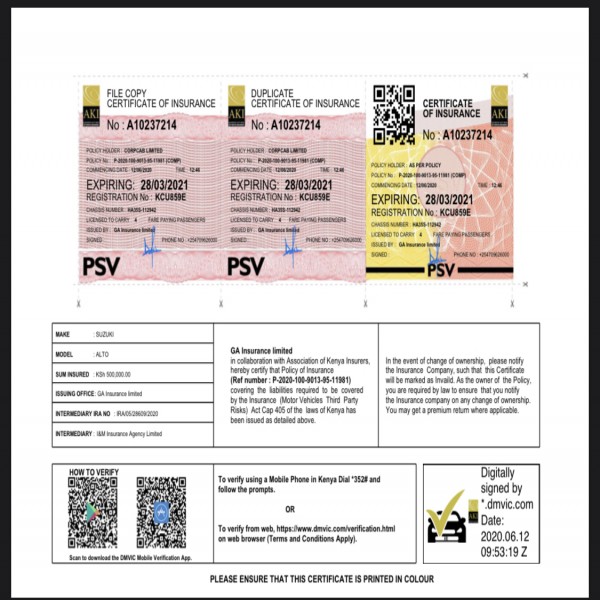 FILE COPY
CERTIFICATE OF INSURANCE
AKI
No : A10237214
POLICY HOLDER : CORPCAB LIMITED
POLICY No : P-2020-100-9013-95-11981 (COMP)
COMMENCING DATE : 12/06/2020 TIME : 12:46
EXPIRING: 28/03/2021
REGISTRATION No : KCU859E
CHASSIS NUMBER : HA35S-112942
LICENSED TO CARRY : 4 FARE PAYING PASSENGERS
ISSUED BY : GA Insurance limited
SIGNED : PHONE NO : +254709626000
PSV
DUPLICATE
CERTIFICATE OF INSURANCE
AKI
No : A10237214
POLICY HOLDER : CORPCAB LIMITED
POLICY No : P-2020-100-9013-95-11981 (COMP)
COMMENCING DATE : 12/06/2020 TIME : 12:46
EXPIRING: 28/03/2021
REGISTRATION No : KCU859E
CHASSIS NUMBER : HA35S-112942
LICENSED TO CARRY : 4 FARE PAYING PASSENGERS
ISSUED BY : GA Insurance limited
SIGNED : PHONE NO : +254709626000
PSV
CERTIFICATE
OF INSURANCE
AKI
No : A10237214
POLICY HOLDER : AS PER POLICY
POLICY No : P-2020-100-9013-95-11981 (COMP)
COMMENCING DATE : 12/06/2020 TIME : 12:46
EXPIRING: 28/03/2021
REGISTRATION No : KCU859E
CHASSIS NUMBER : HA35S-112942
LICENSED TO CARRY : 4 FARE PAYING PASSENGERS
ISSUED BY : GA Insurance limited
SIGNED : PHONE NO : +254709626000
PSV
MAKE : SUZUKI
MODEL : ALTO
SUM INSURED : KSh 500,000.00
ISSUING OFFICE: GA Insurance limited
INTERMEDIARY IRA NO : IRA/05/28609/2020
INTERMEDIARY : I&M Insurance Agency Limited
GA Insurance limited
in collaboration with Association of Kenya Insurers,
hereby certify that Policy of Insurance
(Ref number : P-2020-100-9013-95-11981)
covering the liabilities required to be covered
by the Insurance (Motor Vehicles Third Party
Risks) Act Cap 405 of the laws of Kenya has
been issued as detailed above.
In the event of change of ownership, please notify
the Insurance Company, such that this Certificate
will be marked as Invalid. As the owner of the Policy,
you are required by law to ensure that you notify
the Insurance company on any change of ownership.
You may get a premium return where applicable.
HOW TO VERIFY
Scan to download the DMVIC Mobile Verification App.
To verify using a Mobile Phone in Kenya Dial *352# and
follow the prompts.
OR
To verify from web, https://www.dmvic.com/verification.html
on web browser (Terms and Conditions Apply).
Digitally
signed by
*.dmvic.com
Date:
2020.06.12
09:53:19 Z
PLEASE ENSURE THAT THIS CERTIFICATE IS PRINTED IN COLOUR